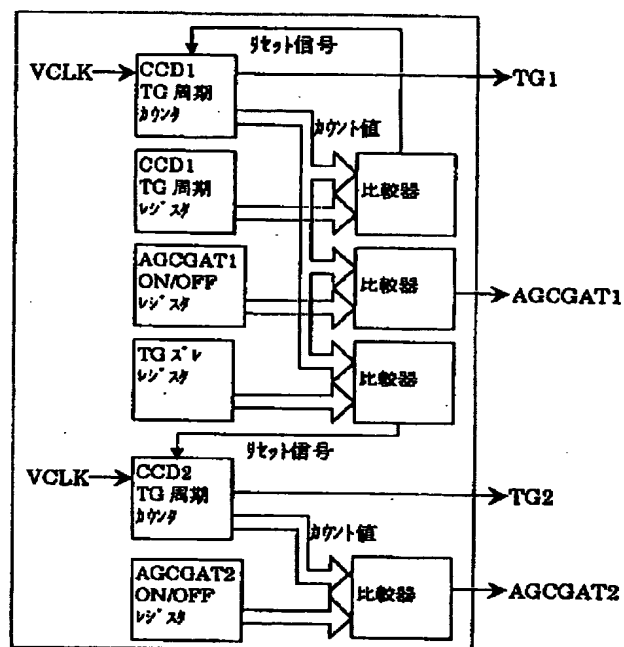 リセット信号
VCLK
CCD1
TG 周期
カウンタ
TG1
カウント値
CCD1
TG 周期
レジスタ
比較器
AGCGAT1
ON/OFF
レジスタ
比較器
AGCGAT1
TG ズレ
レジスタ
比較器
リセット信号
VCLK
CCD2
TG 周期
カウンタ
TG2
カウント値
AGCGAT2
ON/OFF
レジスタ
比較器
AGCGAT2